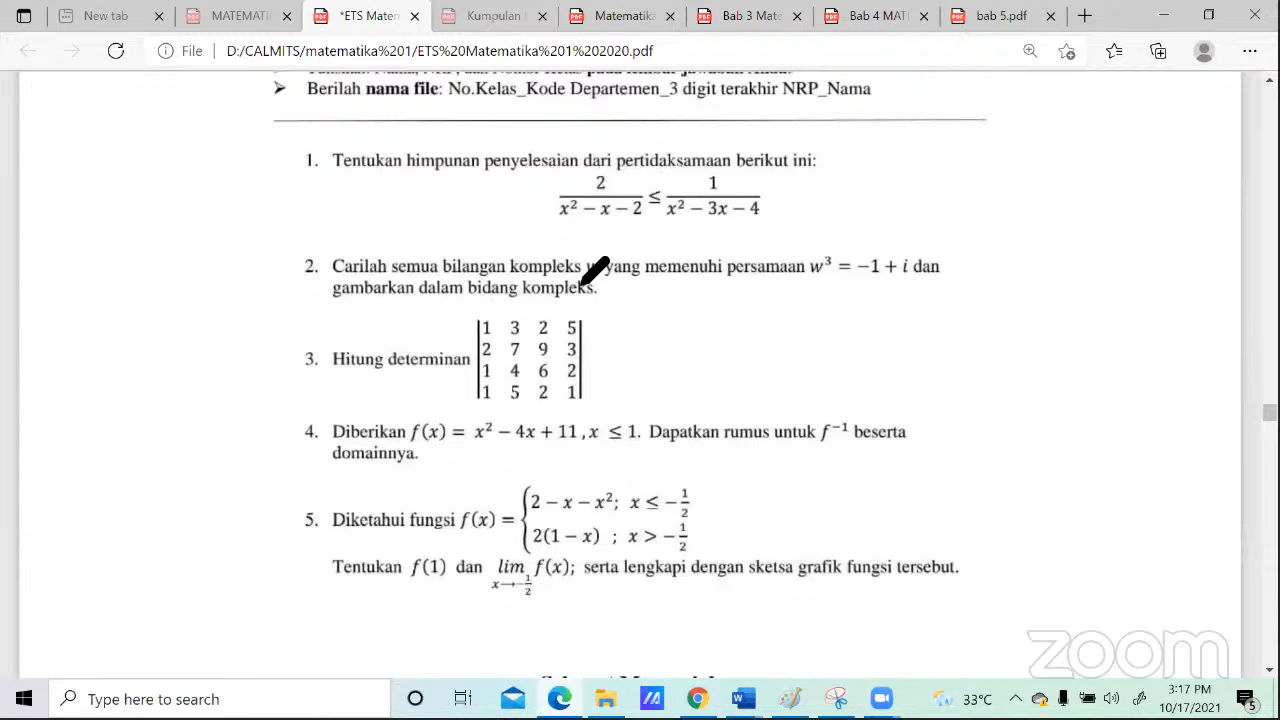 New tab
MATEMATI
*ETS Matem
Kumpulan
Matematika
Bab 3 Mate
Bab 4 MATI
bab 5.pdf
File D:/CALMITS/matematika%201/ETS%20Matematika%201%202020.pdf
➤ Berilah nama file: No.Kelas_Kode Departemen_3 digit terakhir NRP_Nama
1. Tentukan himpunan penyelesaian dari pertidaksamaan berikut ini:
2/(x² − x − 2) ≤ 1/(x² − 3x − 4)
2. Carilah semua bilangan kompleks yang memenuhi persamaan w³ = −1 + i dan
gambarkan dalam bidang kompleks.
3. Hitung determinan
|1 3 2 5|
|2 7 9 3|
|1 4 6 2|
|1 5 2 1|
4. Diberikan f(x) = x² − 4x + 11 , x ≤ 1. Dapatkan rumus untuk f⁻¹ beserta
domainnya.
5. Diketahui fungsi f(x) =
{2 − x − x²; x ≤ −1/2
2(1 − x) ; x > −1/2
Tentukan f(1) dan lim x→−1/2 f(x); serta lengkapi dengan sketsa grafik fungsi tersebut.
zoom
Type here to search
33°C
3:17 PM
10/17/2021
5